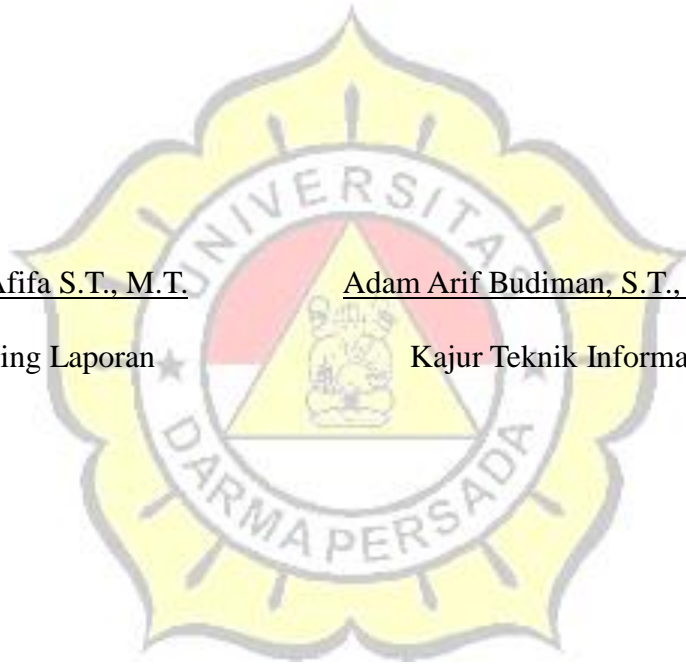 UNIVERSITAS
Afifa S.T., M.T. Adam Arif Budiman, S.T.,
ing Laporan Kajur Teknik Informa
DARMA PERSADA